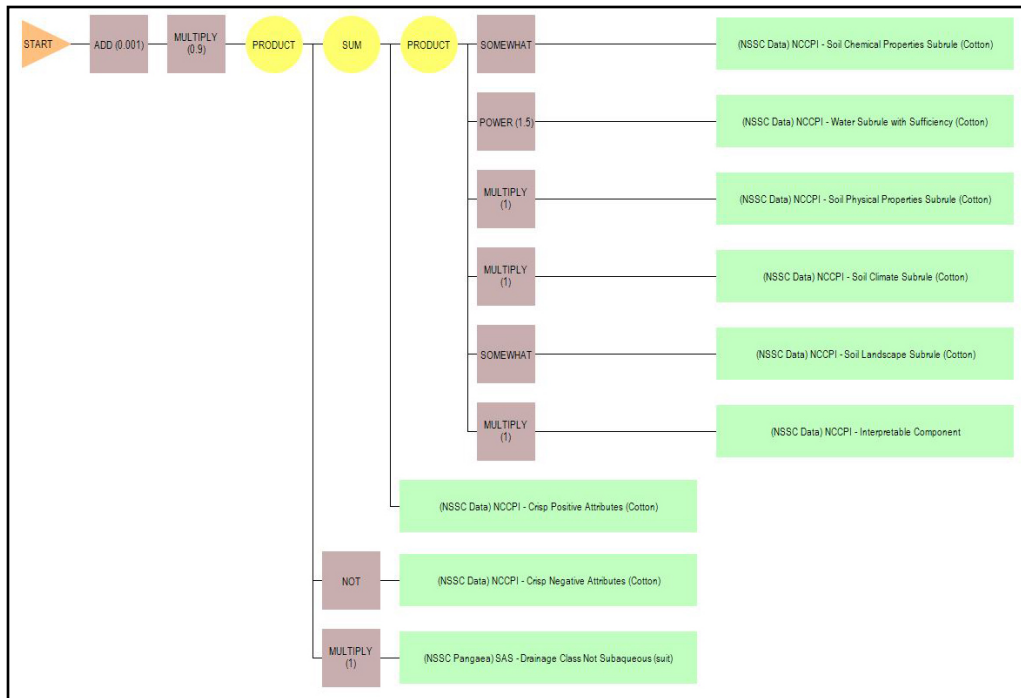 START
ADD (0.001)
MULTIPLY
(0.9)
PRODUCT
SUM
PRODUCT
SOMEWHAT
(NSSC Data) NCCPI - Soil Chemical Properties Subrule (Cotton)
POWER (1.5)
(NSSC Data) NCCPI - Water Subrule with Sufficiency (Cotton)
MULTIPLY
(1)
(NSSC Data) NCCPI - Soil Physical Properties Subrule (Cotton)
MULTIPLY
(1)
(NSSC Data) NCCPI - Soil Climate Subrule (Cotton)
SOMEWHAT
(NSSC Data) NCCPI - Soil Landscape Subrule (Cotton)
MULTIPLY
(1)
(NSSC Data) NCCPI - Interpretable Component
(NSSC Data) NCCPI - Crisp Positive Attributes (Cotton)
NOT
(NSSC Data) NCCPI - Crisp Negative Attributes (Cotton)
MULTIPLY
(1)
(NSSC Pangaea) SAS - Drainage Class Not Subaqueous (suit)